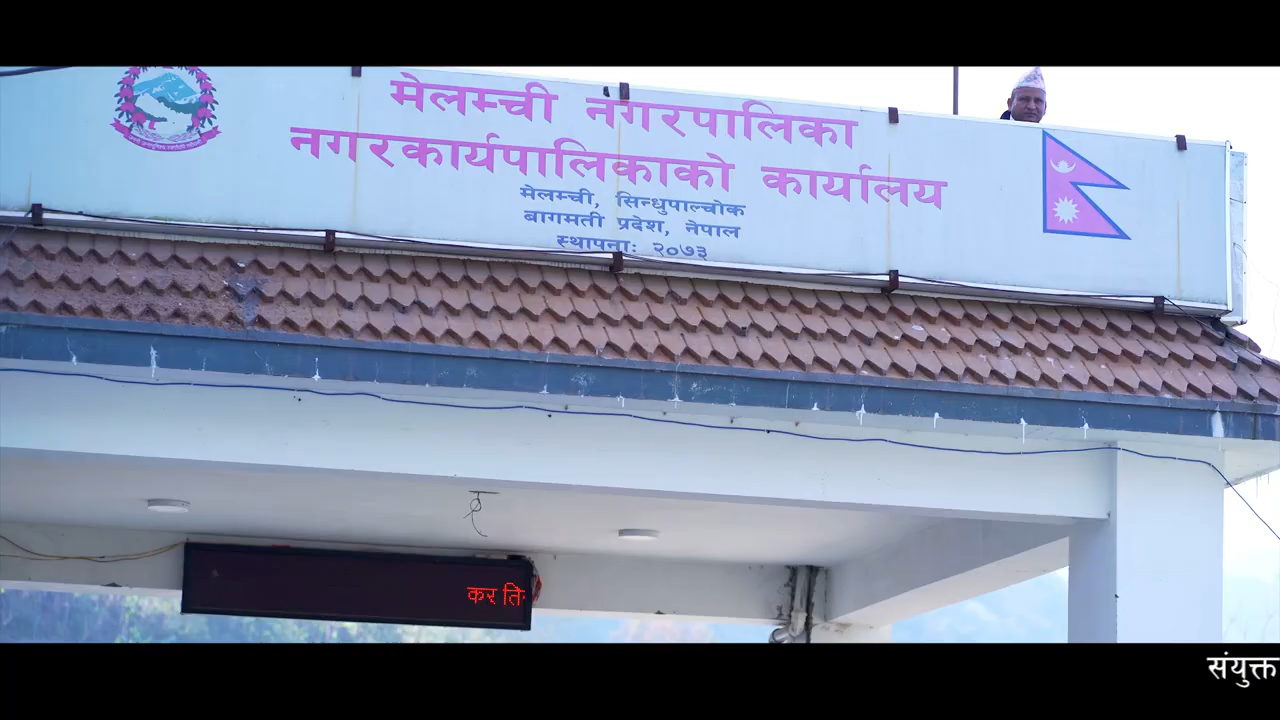 मेलम्ची नगरपालिका
नगरकार्यपालिकाको कार्यालय
मेलम्ची, सिन्धुपाल्चोक
बागमती प्रदेश, नेपाल
स्थापनाः २०७३
कर ति
संयुक्त